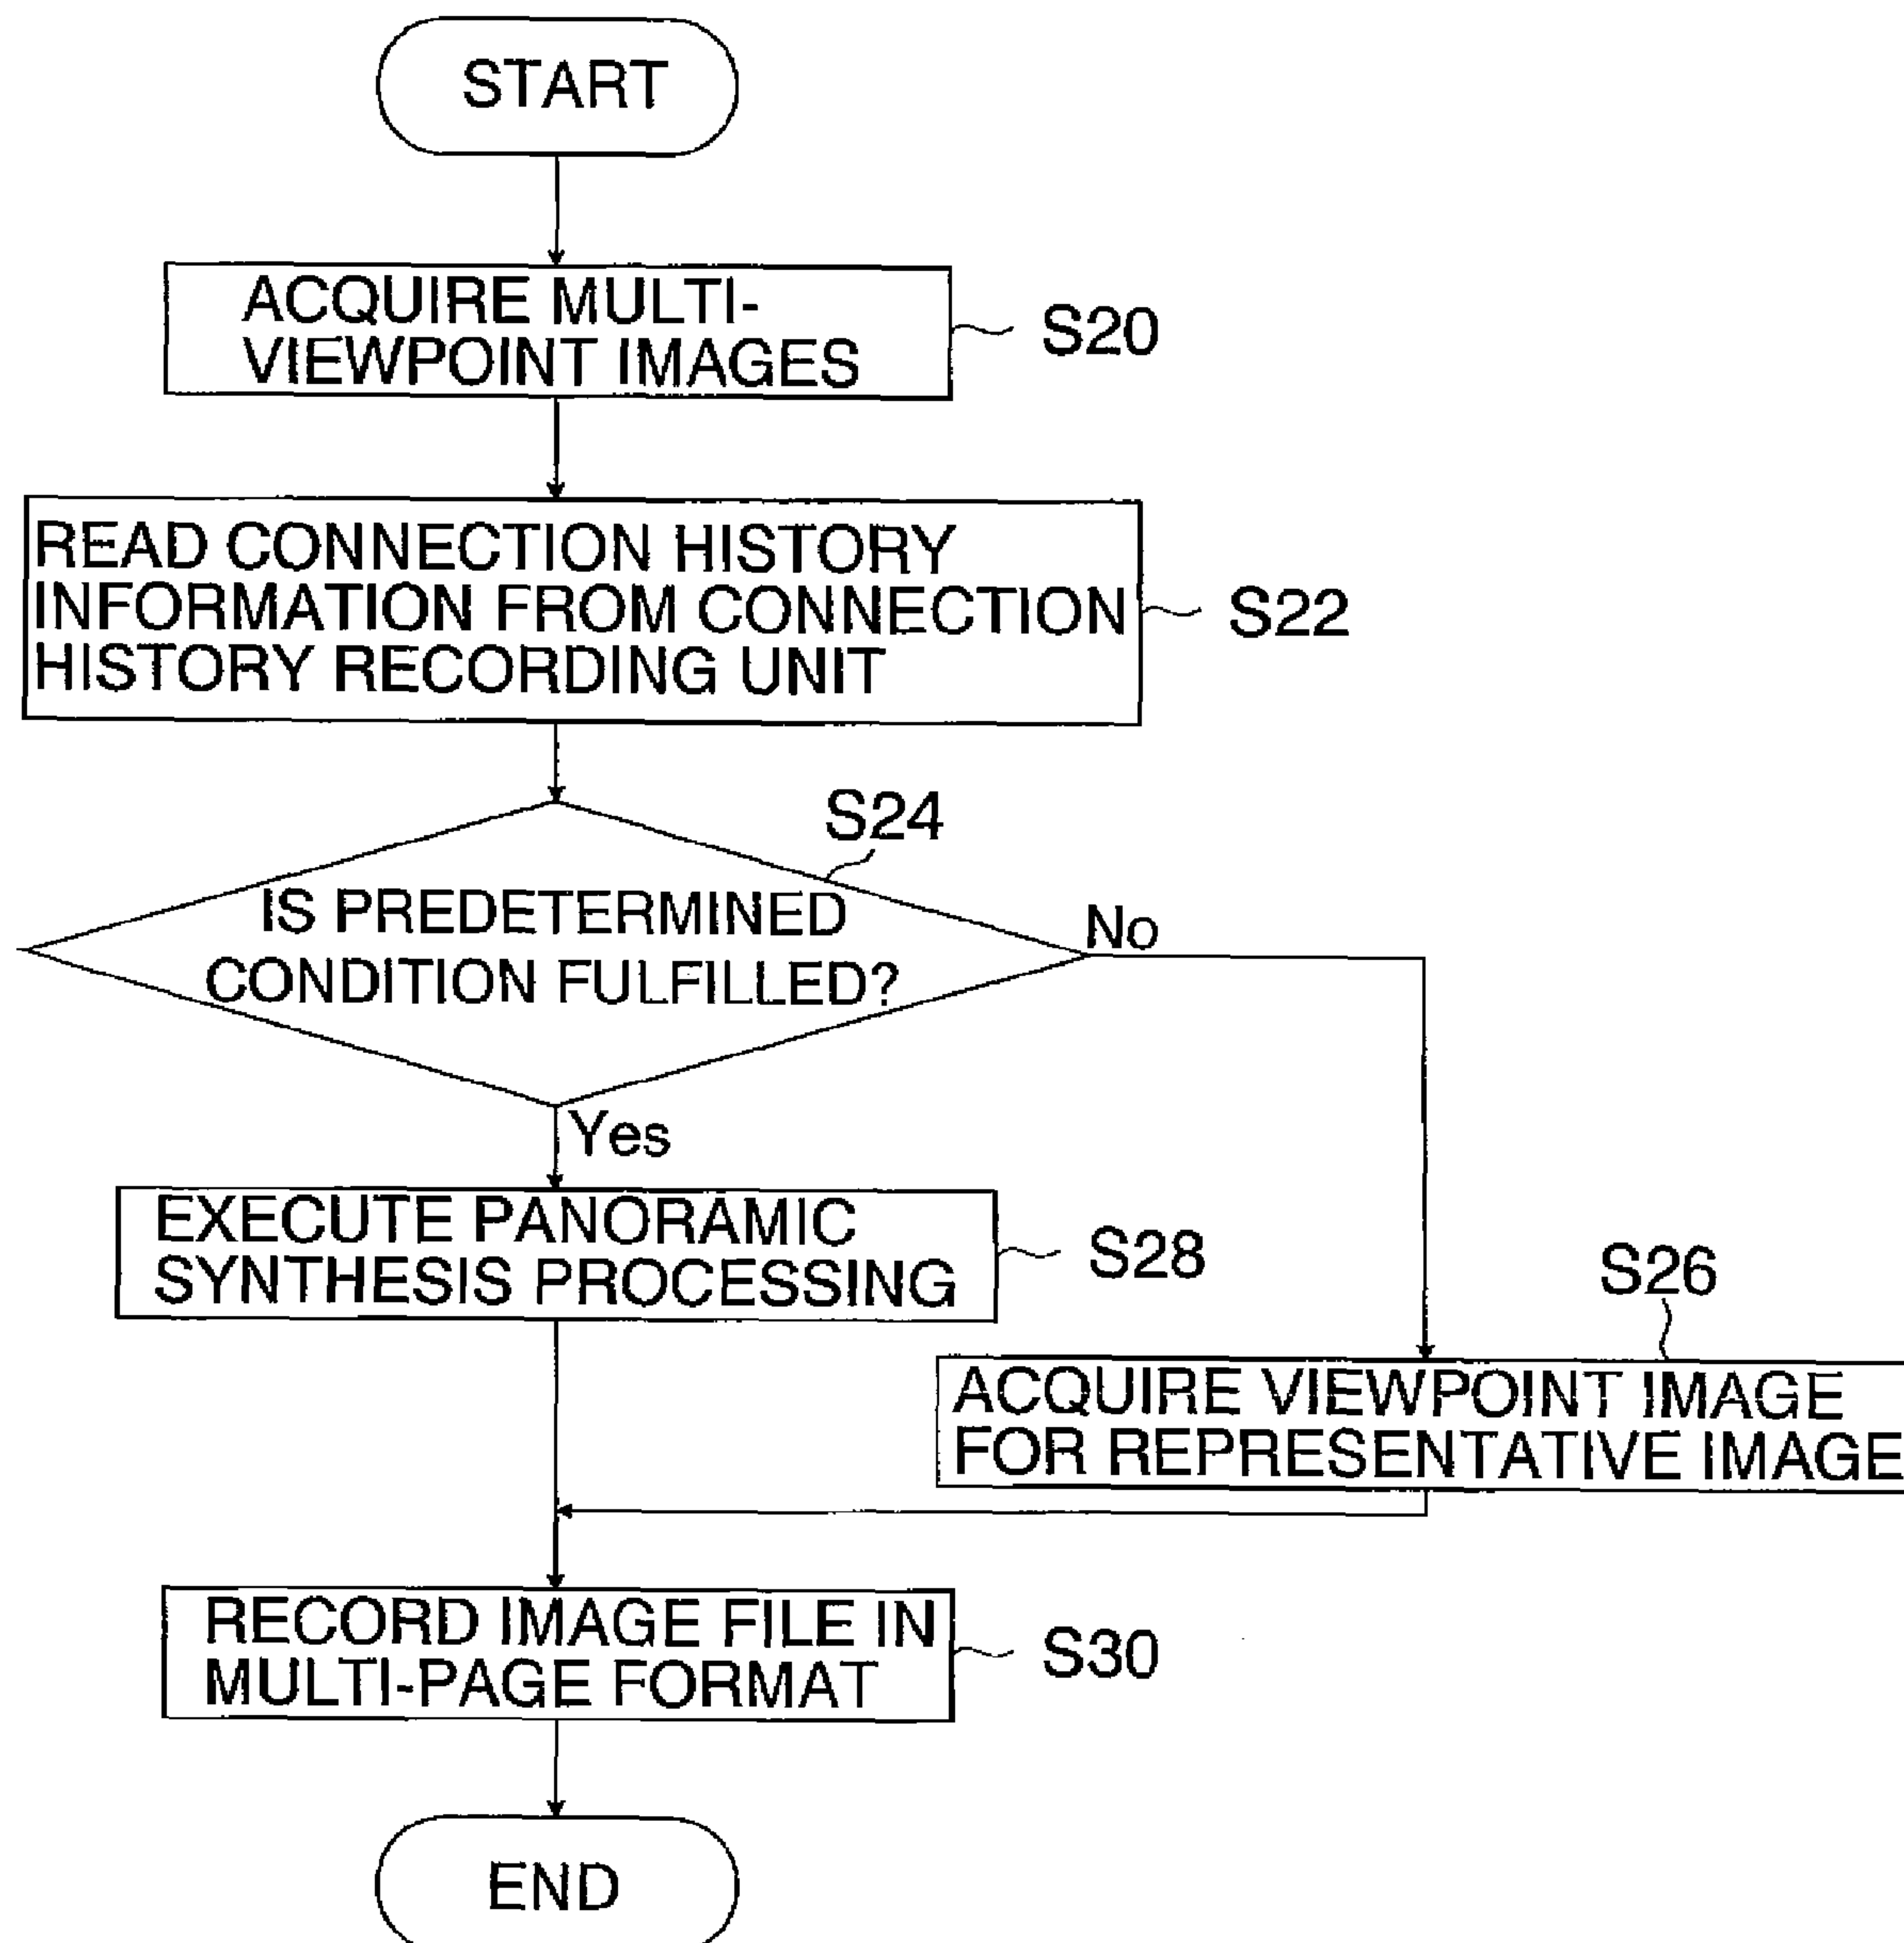 START
ACQUIRE MULTI-
VIEWPOINT IMAGES
S20
READ CONNECTION HISTORY
INFORMATION FROM CONNECTION
HISTORY RECORDING UNIT
S22
S24
IS PREDETERMINED
CONDITION FULFILLED?
No
Yes
EXECUTE PANORAMIC
SYNTHESIS PROCESSING
S28
S26
ACQUIRE VIEWPOINT IMAGE
FOR REPRESENTATIVE IMAGE
RECORD IMAGE FILE IN
MULTI-PAGE FORMAT
S30
END